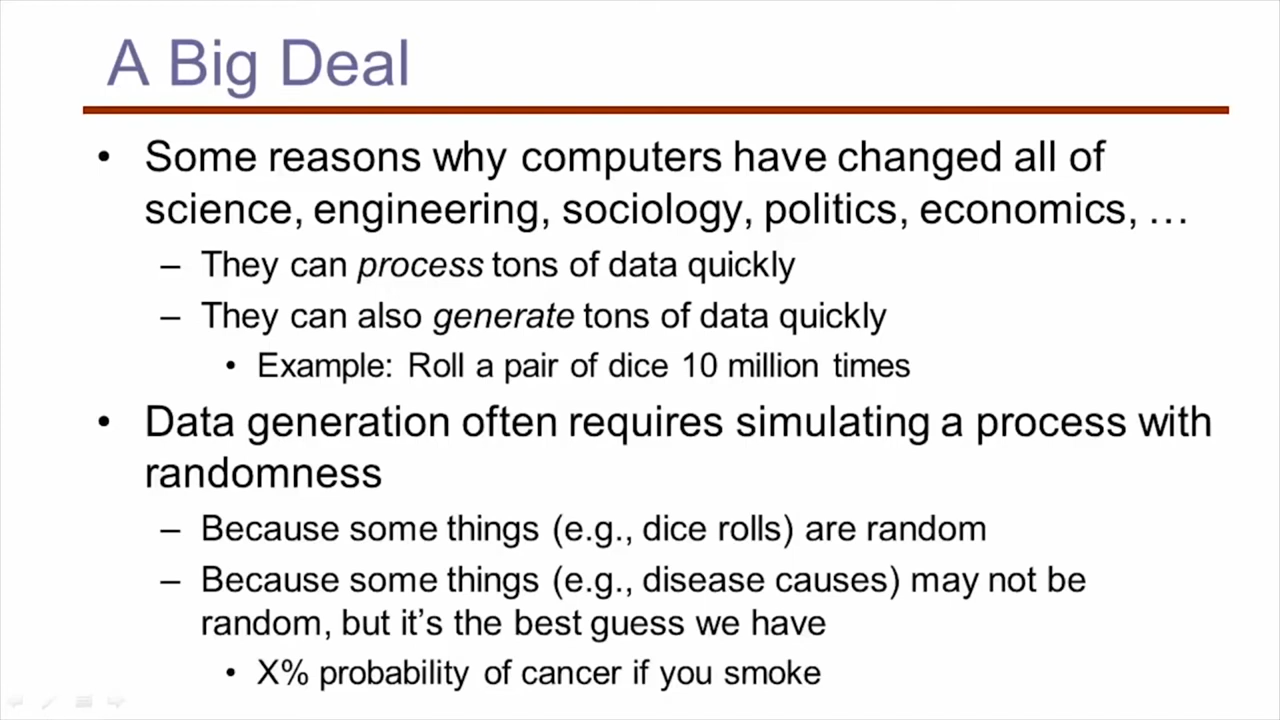 A Big Deal
• Some reasons why computers have changed all of
science, engineering, sociology, politics, economics, …
– They can process tons of data quickly
– They can also generate tons of data quickly
• Example: Roll a pair of dice 10 million times
• Data generation often requires simulating a process with
randomness
– Because some things (e.g., dice rolls) are random
– Because some things (e.g., disease causes) may not be
random, but it’s the best guess we have
• X% probability of cancer if you smoke